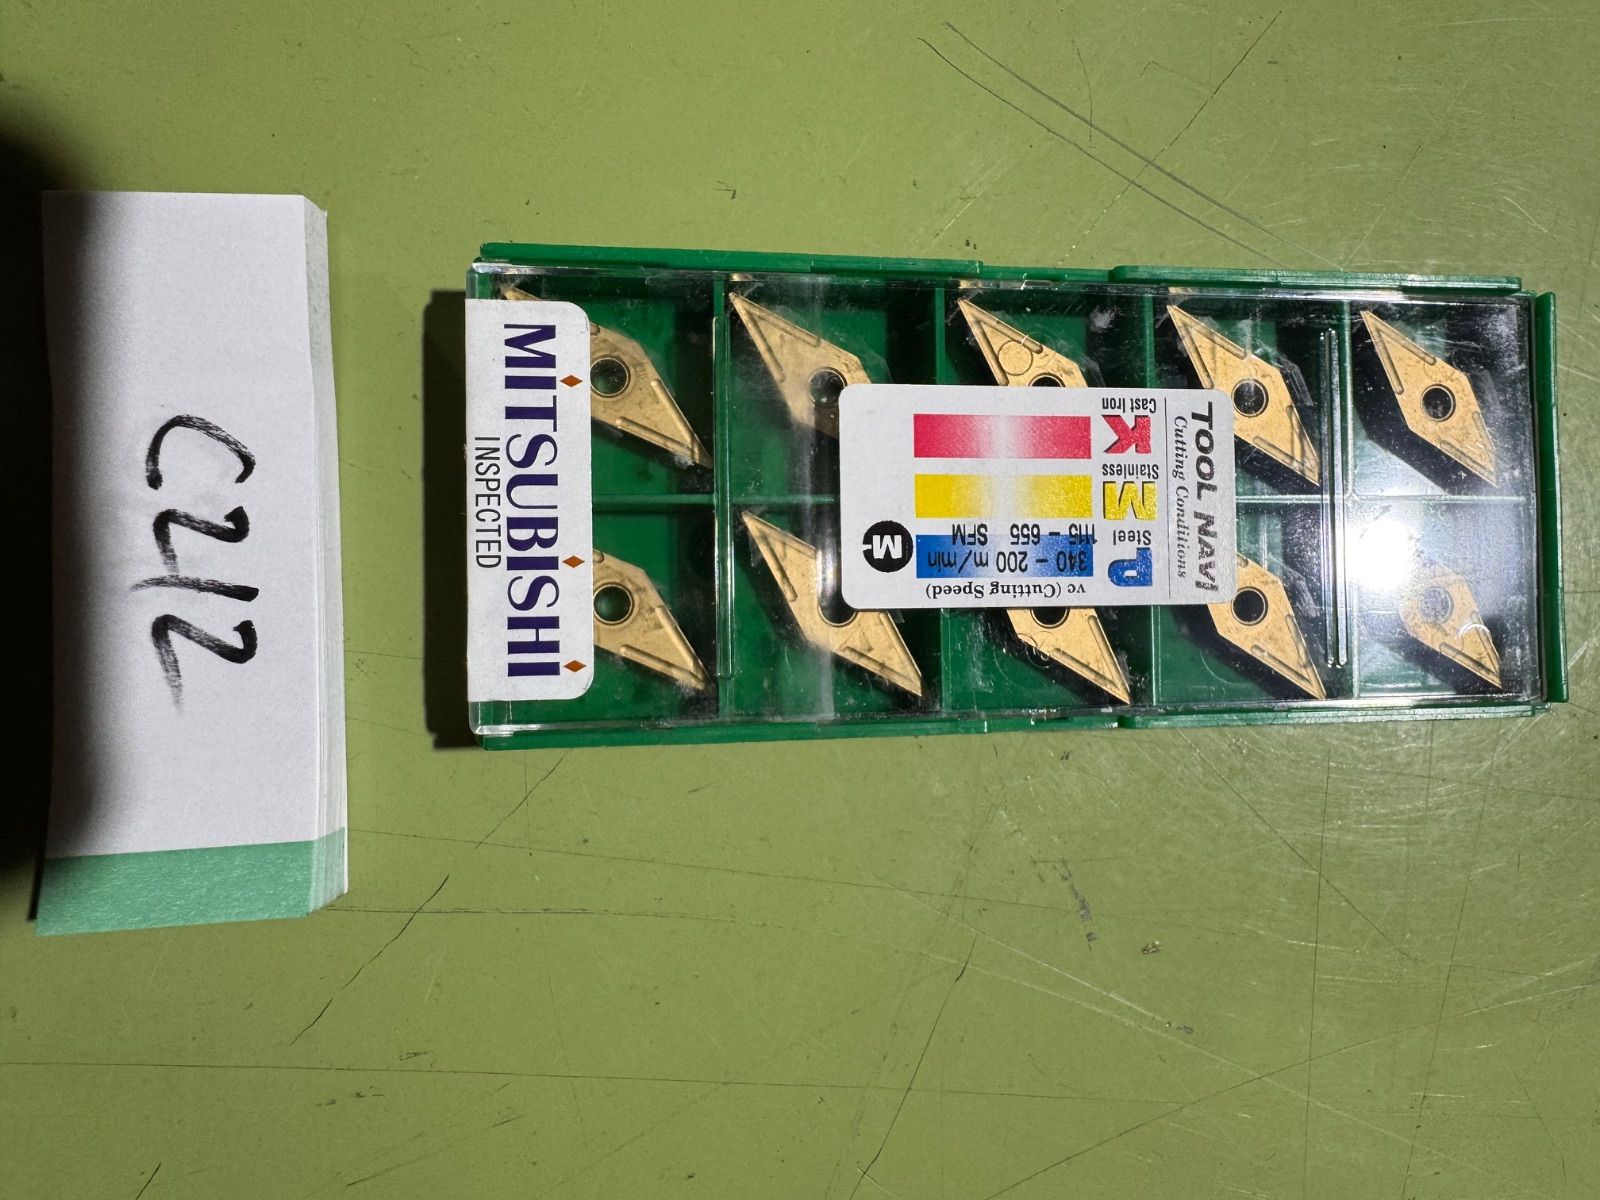 C212
MITSUBISHI
INSPECTED
TOOL NAVI
Cutting Conditions
P M K
Steel Stainless Cast Iron
vc (Cutting Speed)
340 - 200 m/min
1115 - 655 SFM
M